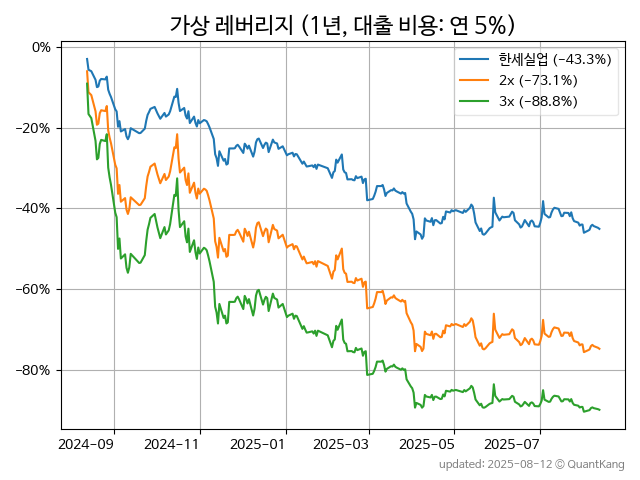 가상 레버리지 (1년, 대출 비용: 연 5%)
0%
−20%
−40%
−60%
−80%
한세실업 (−43.3%)
2x (−73.1%)
3x (−88.8%)
2024-09 2024-11 2025-01 2025-03 2025-05 2025-07
updated: 2025-08-12 © QuantKang